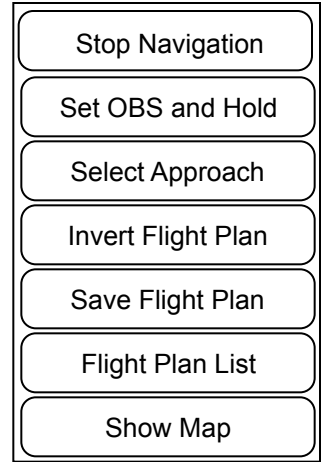 Stop Navigation
Set OBS and Hold
Select Approach
Invert Flight Plan
Save Flight Plan
Flight Plan List
Show Map